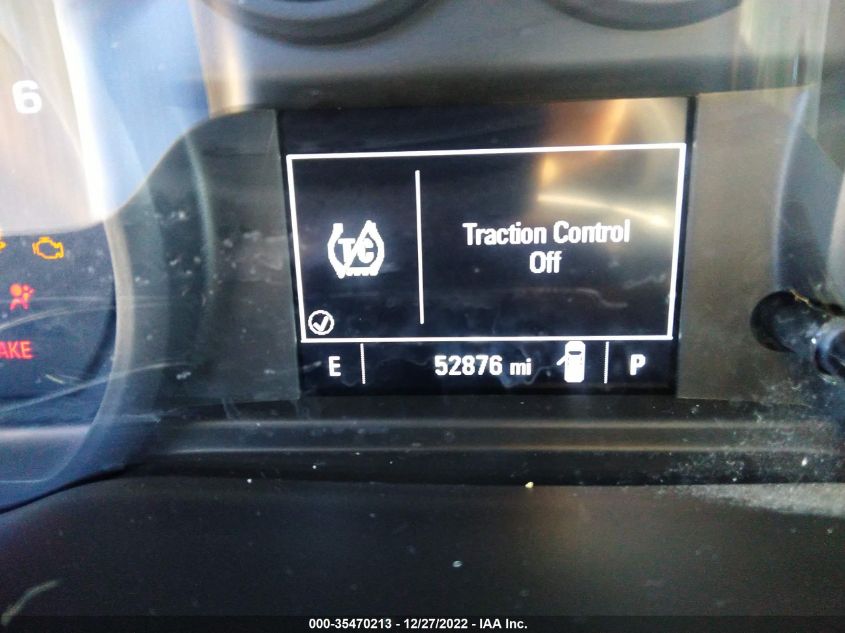 6
T/C
Traction Control
Off
AKE
E 52876 mi P
000-35470213 - 12/27/2022 - IAA Inc.